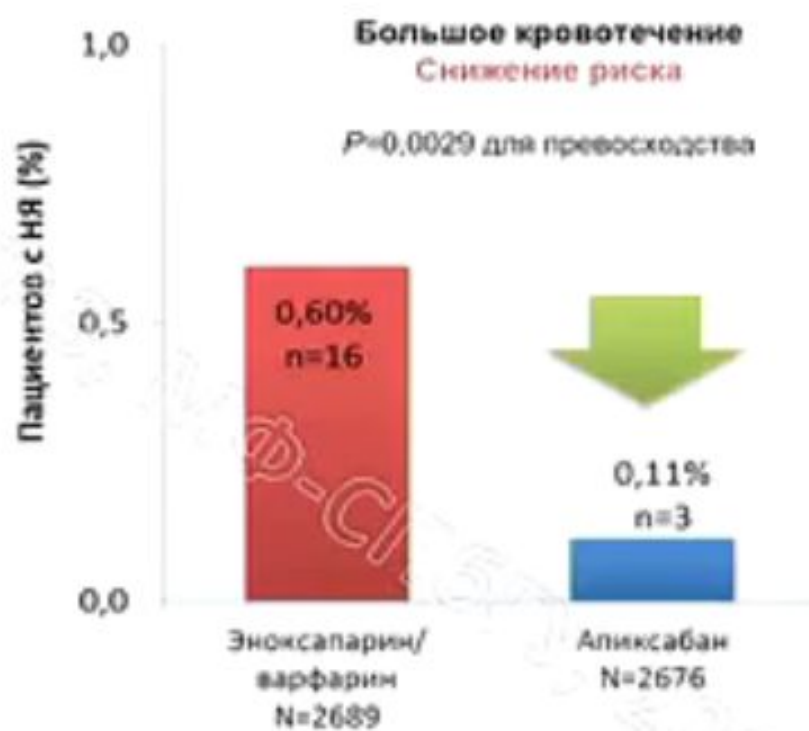 Большое кровотечение
Снижение риска
P=0,0029 для превосходства
Пациентов с НЯ (%)
1,0
0,5
0,0
0,60%
n=16
0,11%
n=3
Эноксапарин/
варфарин
N=2689
Апиксабан
N=2676